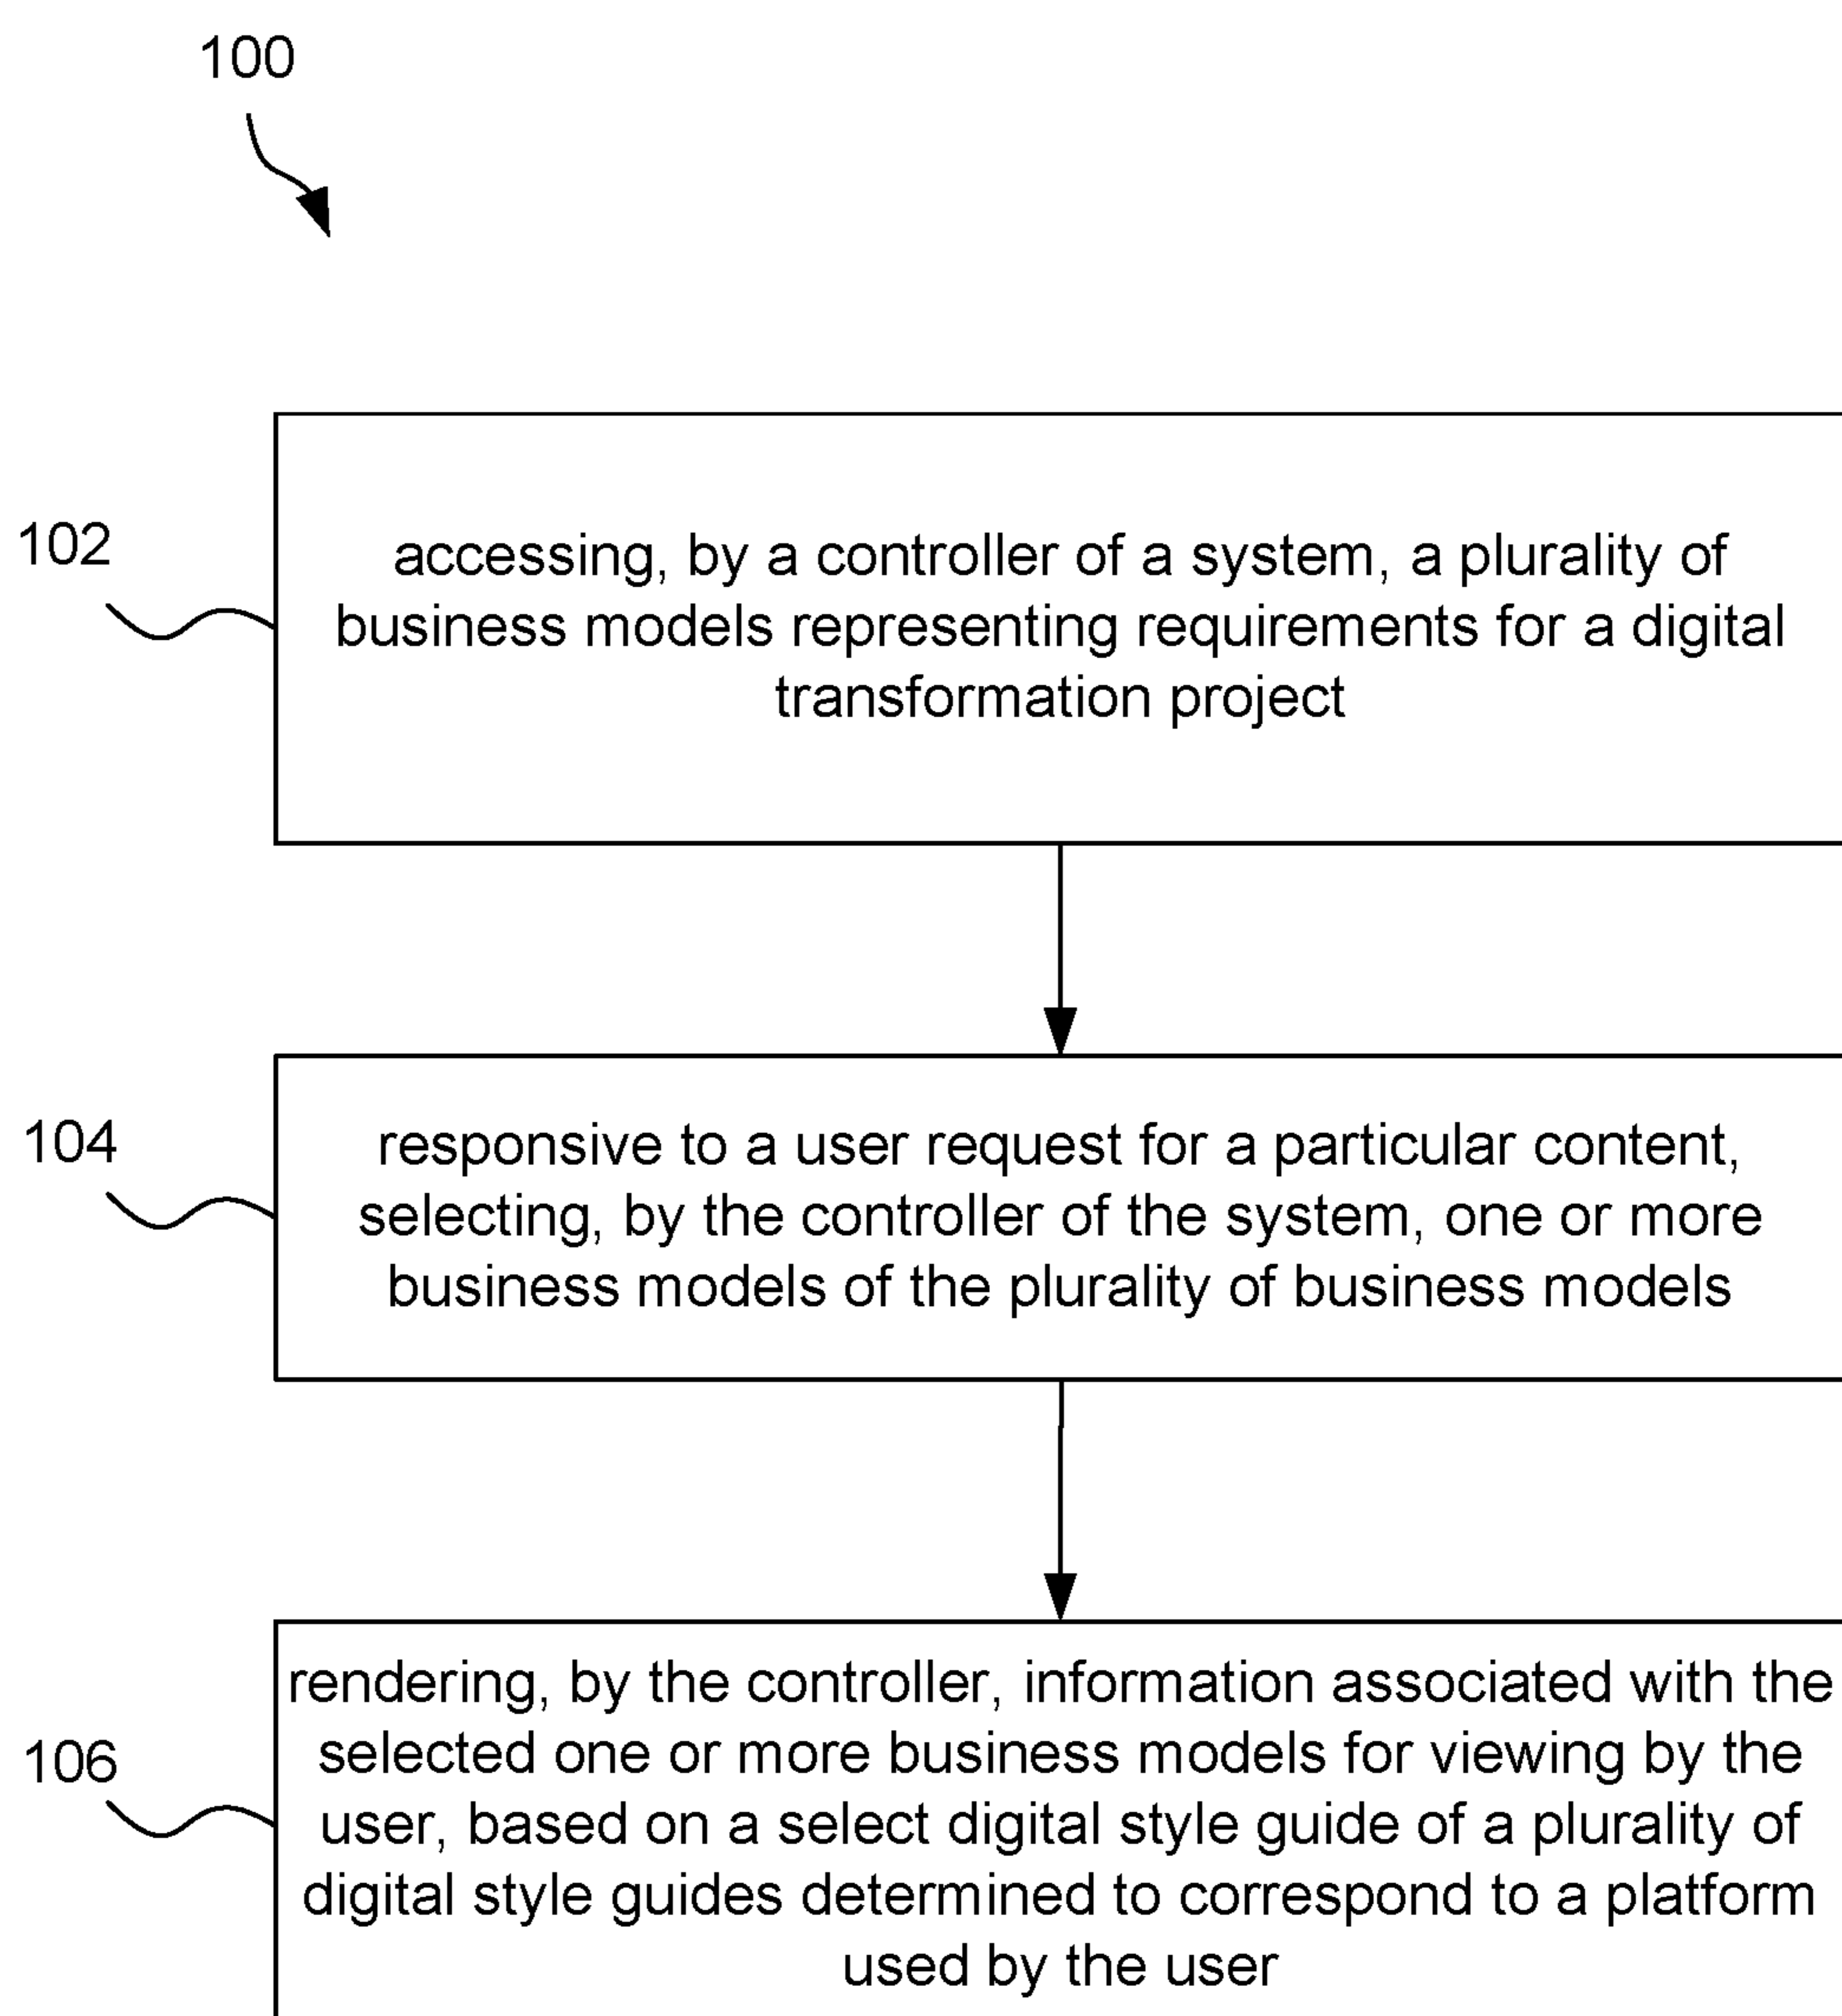 100
102
accessing, by a controller of a system, a plurality of
business models representing requirements for a digital
transformation project
104
responsive to a user request for a particular content,
selecting, by the controller of the system, one or more
business models of the plurality of business models
106
rendering, by the controller, information associated with the
selected one or more business models for viewing by the
user, based on a select digital style guide of a plurality of
digital style guides determined to correspond to a platform
used by the user